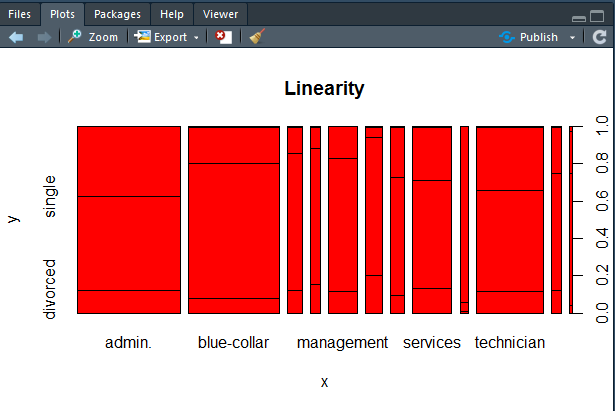 Files Plots Packages Help Viewer
Zoom Export Publish
Linearity
y
divorced single
0.0 0.2 0.4 0.6 0.8 1.0
admin. blue-collar management services technician
x